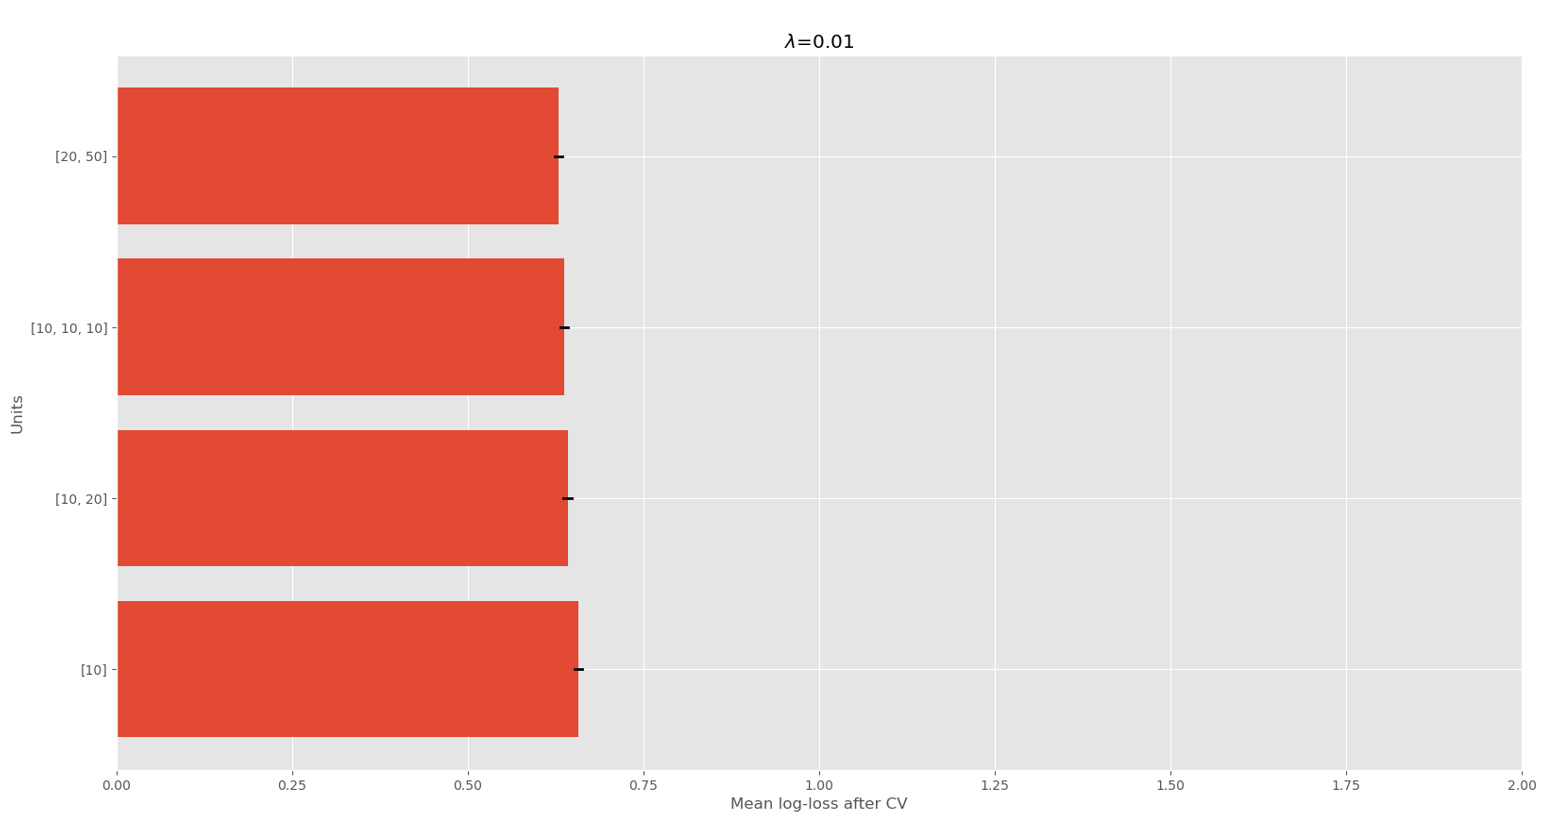 λ=0.01
[20, 50]
[10, 10, 10]
[10, 20]
[10]
Units
0.00 0.25 0.50 0.75 1.00 1.25 1.50 1.75 2.00
Mean log-loss after CV